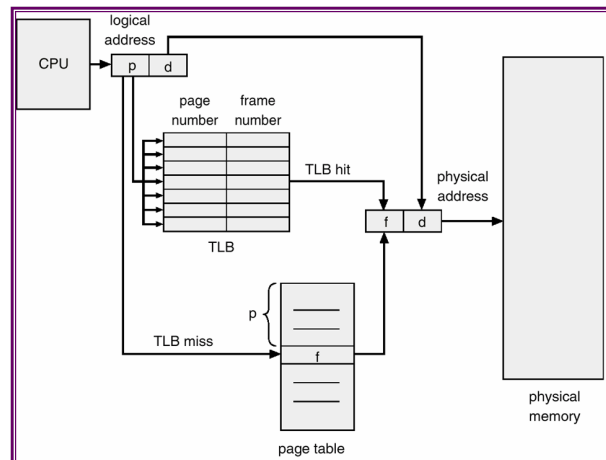 logical
address
CPU
p d
page frame
number number
TLB hit
physical
address
TLB
f d
p
TLB miss
f
physical
memory
page table